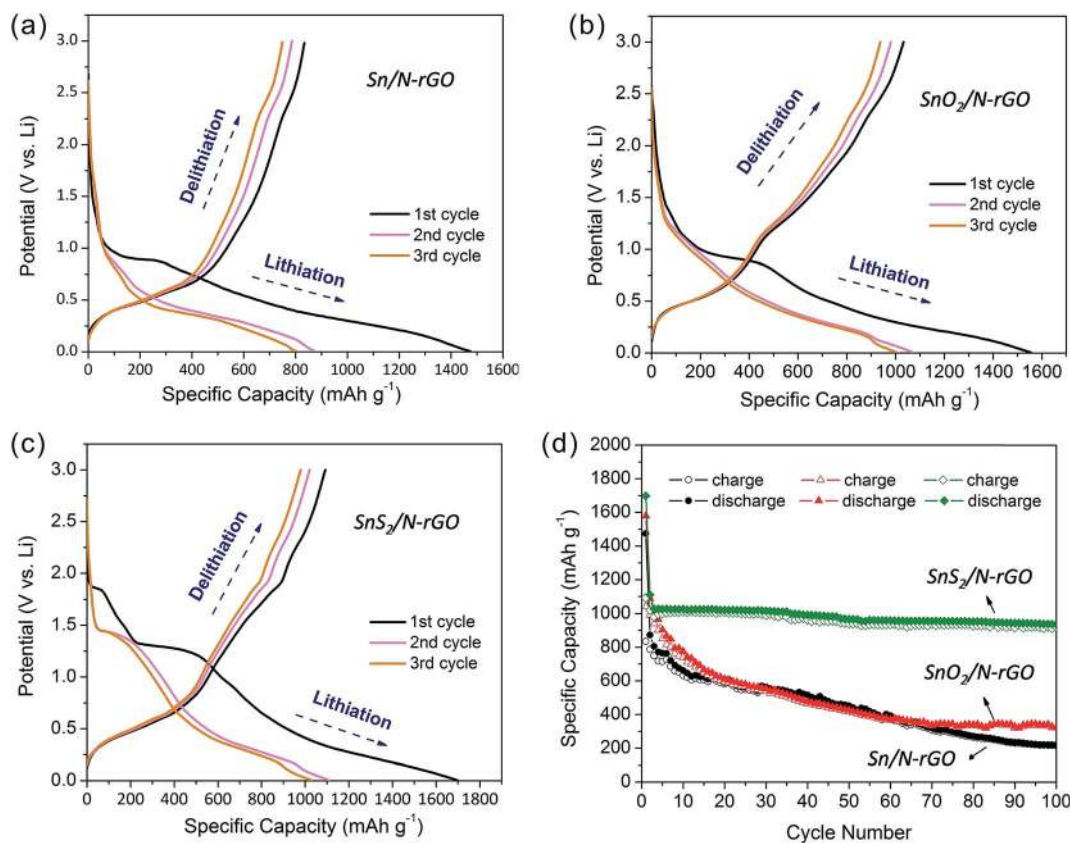 (a)
3.0
2.5
2.0
1.5
1.0
0.5
0.0
Potential (V vs. Li)
Sn/N-rGO
Delithiation
1st cycle
2nd cycle
3rd cycle
Lithiation
0 200 400 600 800 1000 1200 1400 1600
Specific Capacity (mAh g⁻¹)
(b)
3.0
2.5
2.0
1.5
1.0
0.5
0.0
Potential (V vs. Li)
SnO₂/N-rGO
Delithiation
1st cycle
2nd cycle
3rd cycle
Lithiation
0 200 400 600 800 1000 1200 1400 1600
Specific Capacity (mAh g⁻¹)
(c)
3.0
2.5
2.0
1.5
1.0
0.5
0.0
Potential (V vs. Li)
SnS₂/N-rGO
Delithiation
1st cycle
2nd cycle
3rd cycle
Lithiation
0 200 400 600 800 1000 1200 1400 1600 1800
Specific Capacity (mAh g⁻¹)
(d)
2000
1800
1600
1400
1200
1000
800
600
400
200
0
Specific Capacity (mAh g⁻¹)
charge charge charge
discharge discharge discharge
SnS₂/N-rGO
SnO₂/N-rGO
Sn/N-rGO
0 10 20 30 40 50 60 70 80 90 100
Cycle Number